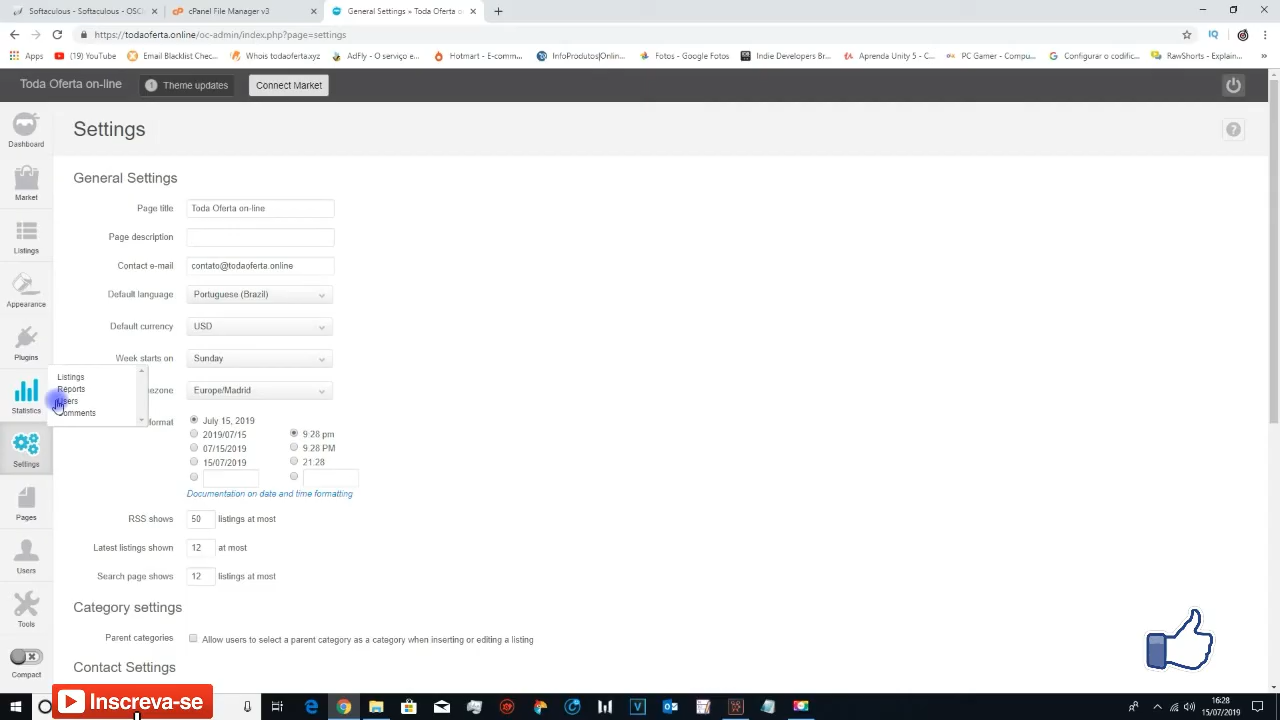 Softaculous - Softaculous - OSCl
cPanel File Manager v3
General Settings » Toda Oferta o
https://todaoferta.online/oc-admin/index.php?page=settings
Apps
(19) YouTube
Email Blacklist Chec...
Whois todaoferta.xyz
AdFly - O serviço e...
Hotmart - E-comm...
InfoProdutos|Online...
Fotos - Google Fotos
Indie Developers Br...
Aprenda Unity 5 - C...
PC Gamer - Compu...
Configurar o codific...
RawShorts - Explain...
Toda Oferta on-line
1 Theme updates
Connect Market
Dashboard
Market
Listings
Appearance
Plugins
Statistics
Settings
Pages
Users
Tools
Compact
Settings
?
General Settings
Page title Toda Oferta on-line
Page description
Contact e-mail contato@todaoferta.online
Default language Portuguese (Brazil)
Default currency USD
Week starts on Sunday
ezone Europe/Madrid
Listings
Reports
Users
Comments
format
July 15, 2019
9:28 pm
2019/07/15
9:28 PM
07/15/2019
21:28
15/07/2019
Documentation on date and time formatting
RSS shows 50 listings at most
Latest listings shown 12 at most
Search page shows 12 listings at most
Category settings
Parent categories Allow users to select a parent category as a category when inserting or editing a listing
Contact Settings
Inscreva-se
16:28
15/07/2019